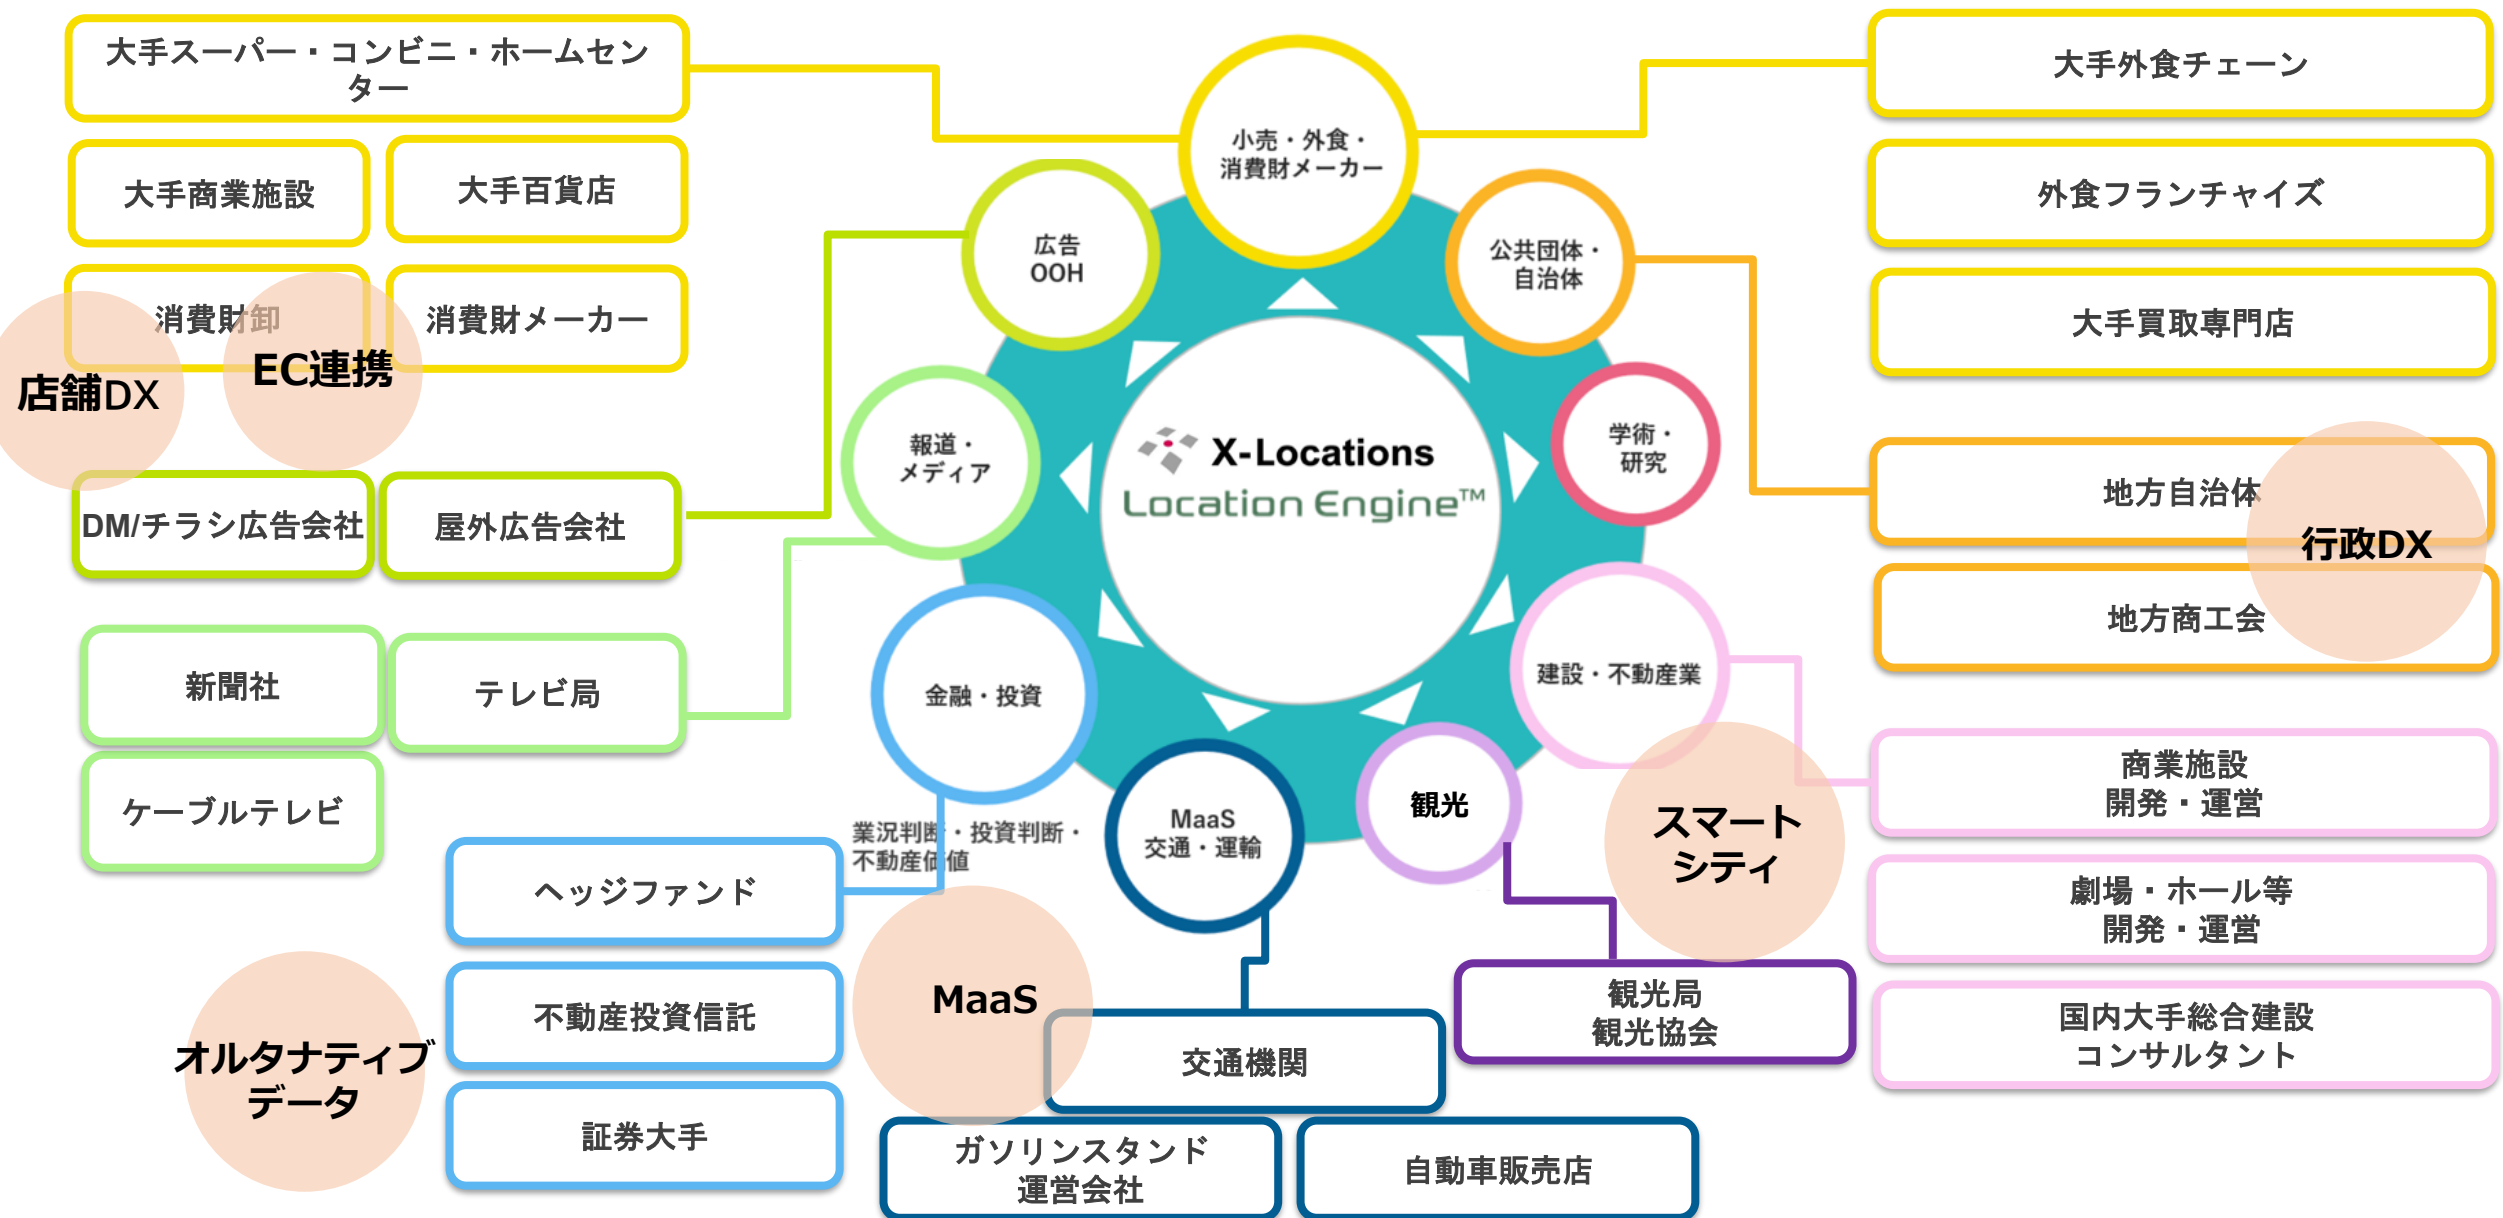 大手スーパー・コンビニ・ホームセン
ター
大手商業施設
大手百貨店
消費財卸
消費財メーカー
店舗DX
EC連携
DM/チラシ広告会社
屋外広告会社
新聞社
テレビ局
ケーブルテレビ
ヘッジファンド
不動産投資信託
証券大手
オルタナティブ
データ
小売・外食・
消費財メーカー
広告
OOH
公共団体・
自治体
報道・
メディア
学術・
研究
X-Locations
Location Engine™
金融・投資
建設・不動産業
業況判断・投資判断・
不動産価値
MaaS
交通・運輸
観光
MaaS
交通機関
ガソリンスタンド
運営会社
自動車販売店
観光局
観光協会
スマート
シティ
大手外食チェーン
外食フランチャイズ
大手買取専門店
地方自治体
行政DX
地方商工会
商業施設
開発・運営
劇場・ホール等
開発・運営
国内大手総合建設
コンサルタント